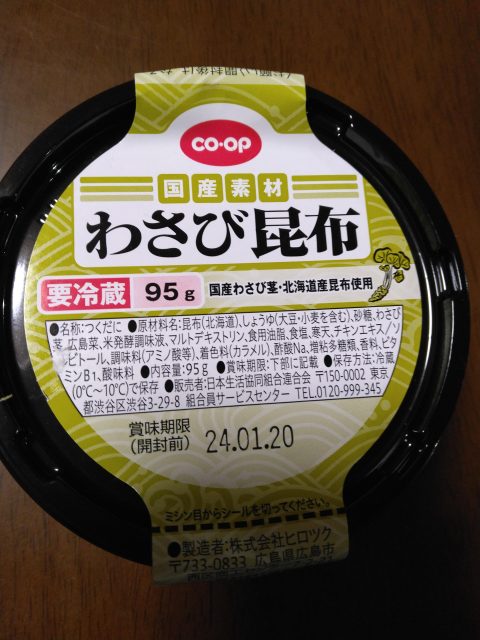 co·op
国産素材
わさび昆布
要冷蔵 95g 国産わさび茎・北海道産昆布使用
●名称:つくだに ●原材料名:昆布(北海道)、しょうゆ(大豆・小麦を含む)、砂糖、わさび
茎、広島菜、米発酵調味液、マルトデキストリン、食用油脂、食塩、寒天、チキンエキス/ソ
ルビトール、調味料(アミノ酸等)、着色料(カラメル)、酢酸Na、増粘多糖類、香料、ビタ
ミンB₁、酸味料 ●内容量:95g ●賞味期限:下部に記載 ●保存方法:冷蔵
(0℃~10℃)で保存 ●販売者:日本生活協同組合連合会 〒150-0002 東京
都渋谷区渋谷3-29-8 組合員サービスセンター TEL.0120-999-345
賞味期限
(開封前) 24.01.20
ミシン目からシールを切ってください。
●製造者:株式会社ヒロツク
〒733-0833 広島県広島市